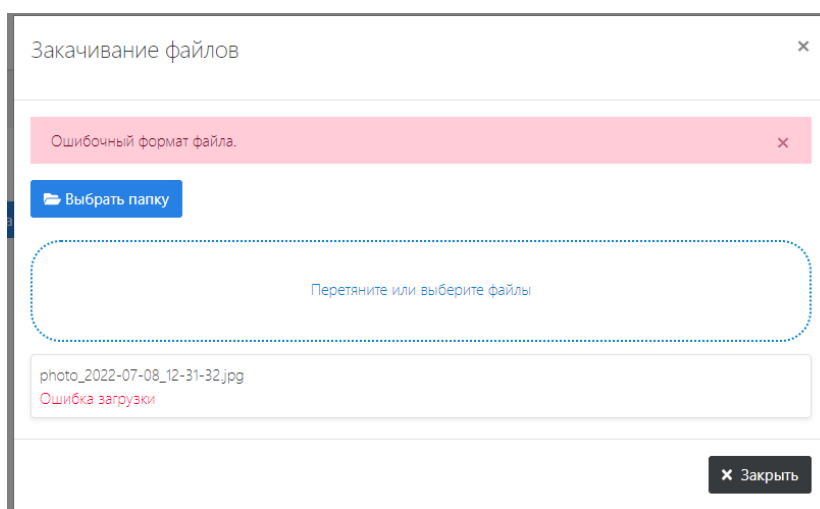 Закачивание файлов
Ошибочный формат файла.
Выбрать папку
Перетяните или выберите файлы
photo_2022-07-08_12-31-32.jpg
Ошибка загрузки
Закрыть